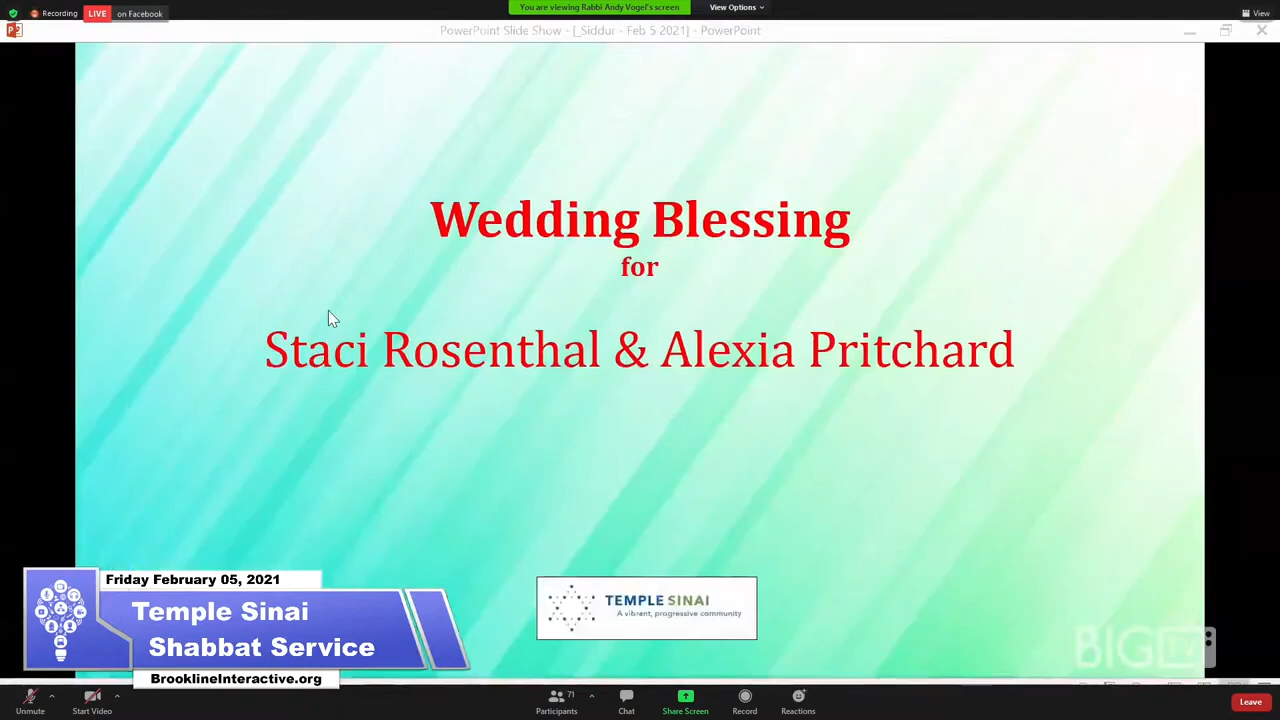 Recording
LIVE on Facebook
You are viewing Rabbi Andy Vogel's screen
View Options
View
PowerPoint Slide Show - [_Siddur - Feb 5 2021] - PowerPoint
Wedding Blessing
for
Staci Rosenthal & Alexia Pritchard
TEMPLE SINAI
A vibrant, progressive community
Friday February 05, 2021
Temple Sinai
Shabbat Service
BrooklineInteractive.org
BIG
Unmute
Start Video
71
Participants
Chat
Share Screen
Record
Reactions
Leave